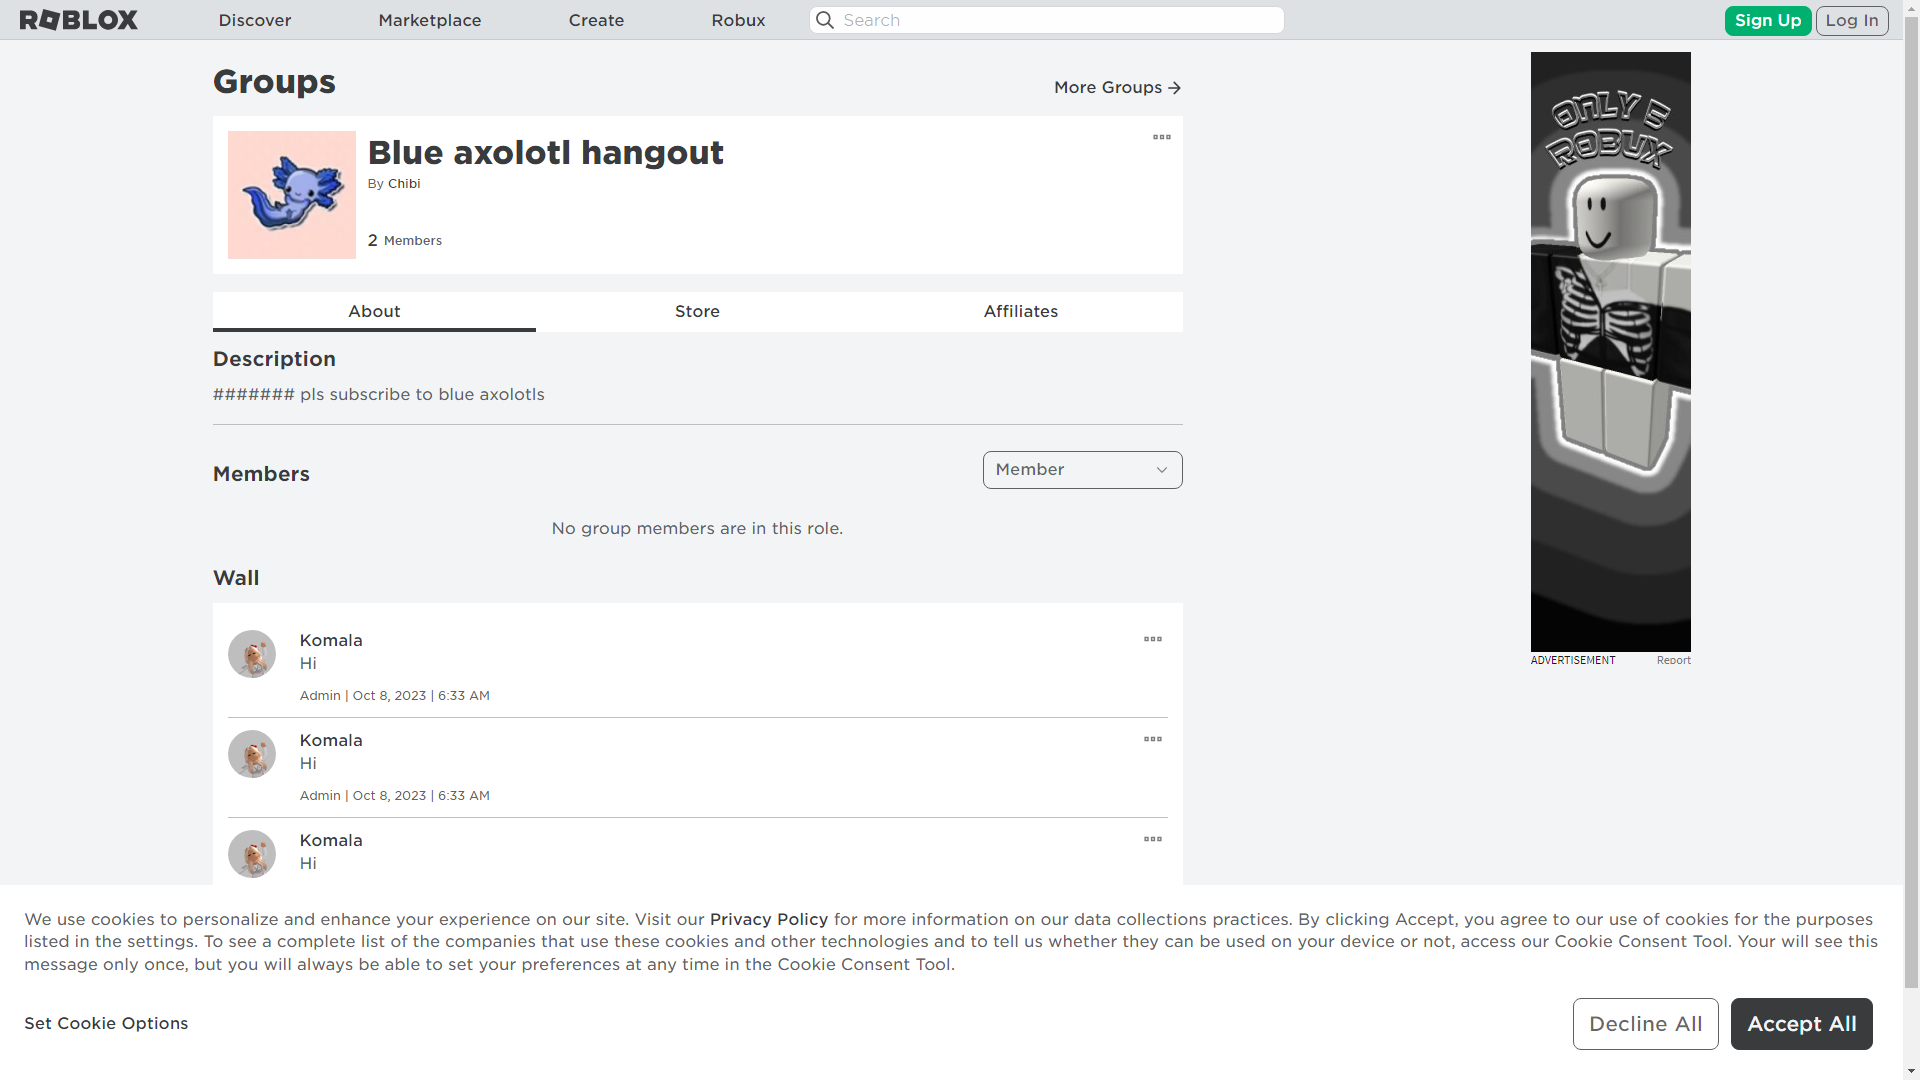 ROBLOX Discover Marketplace Create Robux Search Sign Up Log In
Groups
More Groups
Blue axolotl hangout
By Chibi
2 Members
About Store Affiliates
Description
####### pls subscribe to blue axolotls
Members
Member
No group members are in this role.
Wall
Komala
Hi
Admin | Oct 8, 2023 | 6:33 AM
Komala
Hi
Admin | Oct 8, 2023 | 6:33 AM
Komala
Hi
ONLY 5
ROBUX
ADVERTISEMENT Report
We use cookies to personalize and enhance your experience on our site. Visit our Privacy Policy for more information on our data collections practices. By clicking Accept, you agree to our use of cookies for the purposes
listed in the settings. To see a complete list of the companies that use these cookies and other technologies and to tell us whether they can be used on your device or not, access our Cookie Consent Tool. Your will see this
message only once, but you will always be able to set your preferences at any time in the Cookie Consent Tool.
Set Cookie Options
Decline All
Accept All